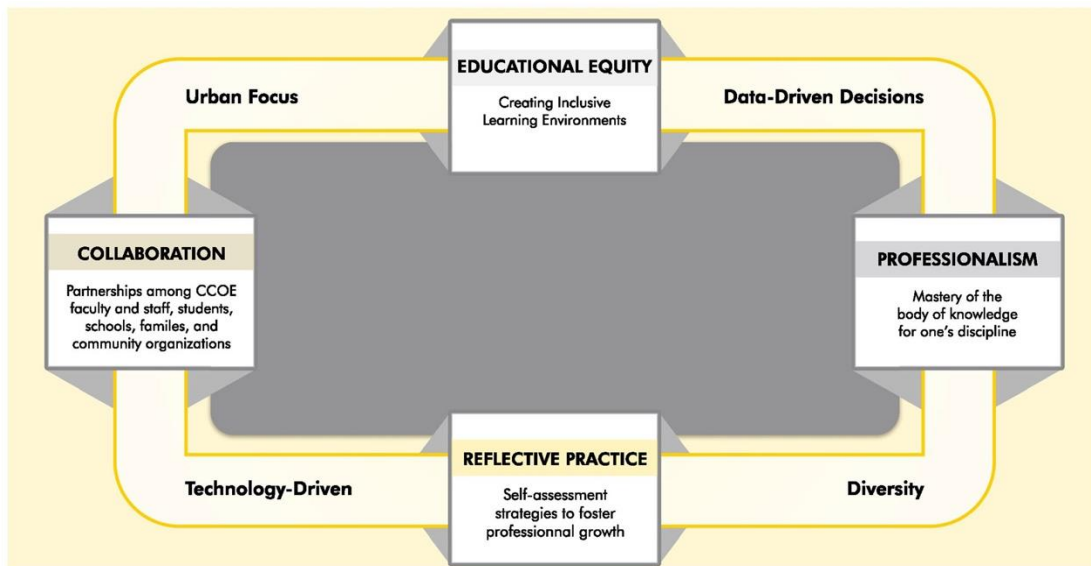 EDUCATIONAL EQUITY
Creating Inclusive
Learning Environments
Urban Focus
Data-Driven Decisions
COLLABORATION
Partnerships among CCOE
faculty and staff, students,
schools, familes, and
community organizations
PROFESSIONALISM
Mastery of the
body of knowledge
for one's discipline
REFLECTIVE PRACTICE
Self-assessment
strategies to foster
professionnal growth
Technology-Driven
Diversity